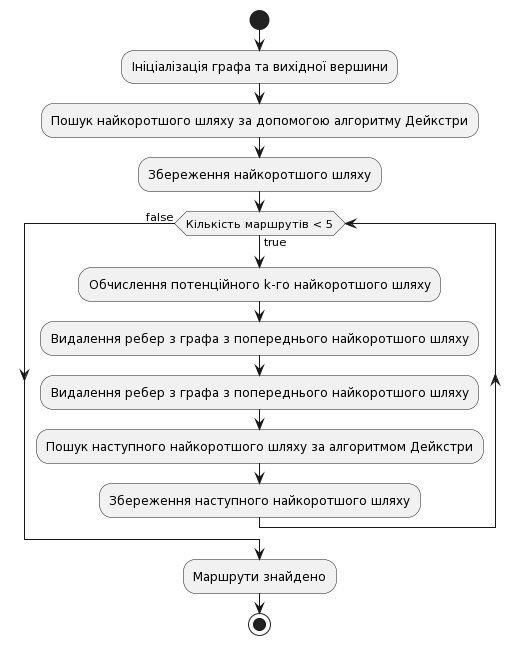 Ініціалізація графа та вихідної вершини
Пошук найкоротшого шляху за допомогою алгоритму Дейкстри
Збереження найкоротшого шляху
false
Кількість маршрутів < 5
true
Обчислення потенційного k-го найкоротшого шляху
Видалення ребер з графа з попереднього найкоротшого шляху
Видалення ребер з графа з попереднього найкоротшого шляху
Пошук наступного найкоротшого шляху за алгоритмом Дейкстри
Збереження наступного найкоротшого шляху
Маршрути знайдено